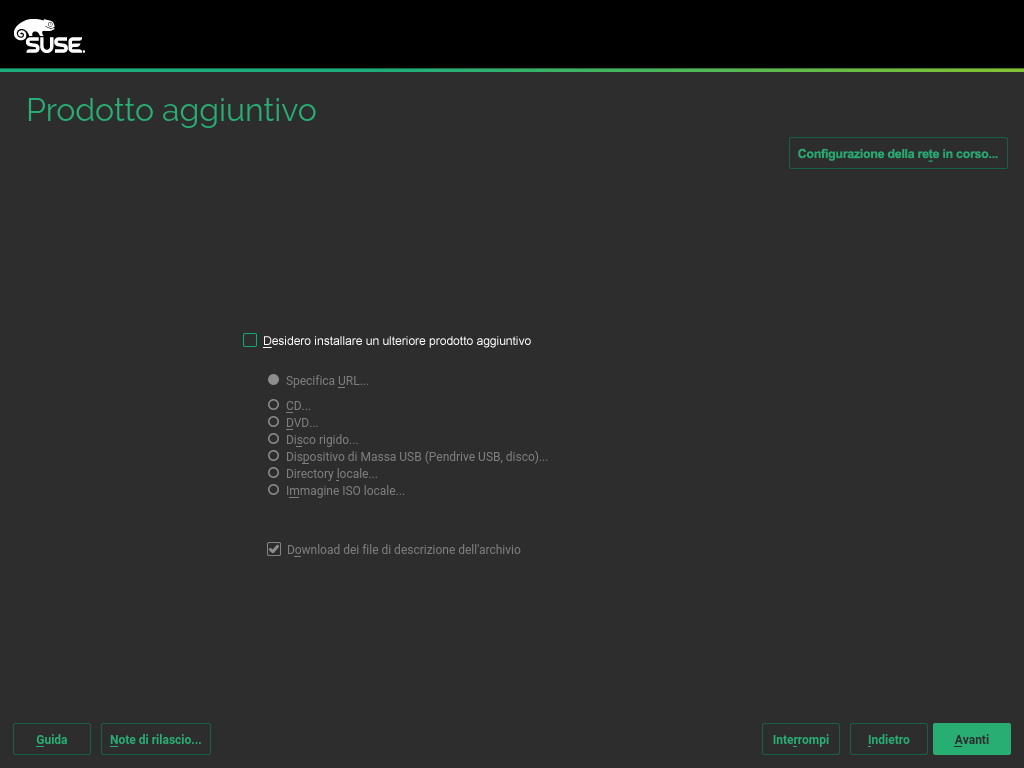 SUSE.
Prodotto aggiuntivo
Configurazione della rete in corso...
Desidero installare un ulteriore prodotto aggiuntivo
Specifica URL...
CD...
DVD...
Disco rigido...
Dispositivo di Massa USB (Pendrive USB, disco)...
Directory locale...
Immagine ISO locale...
Download dei file di descrizione dell'archivio
Guida
Note di rilascio...
Interrompi
Indietro
Avanti